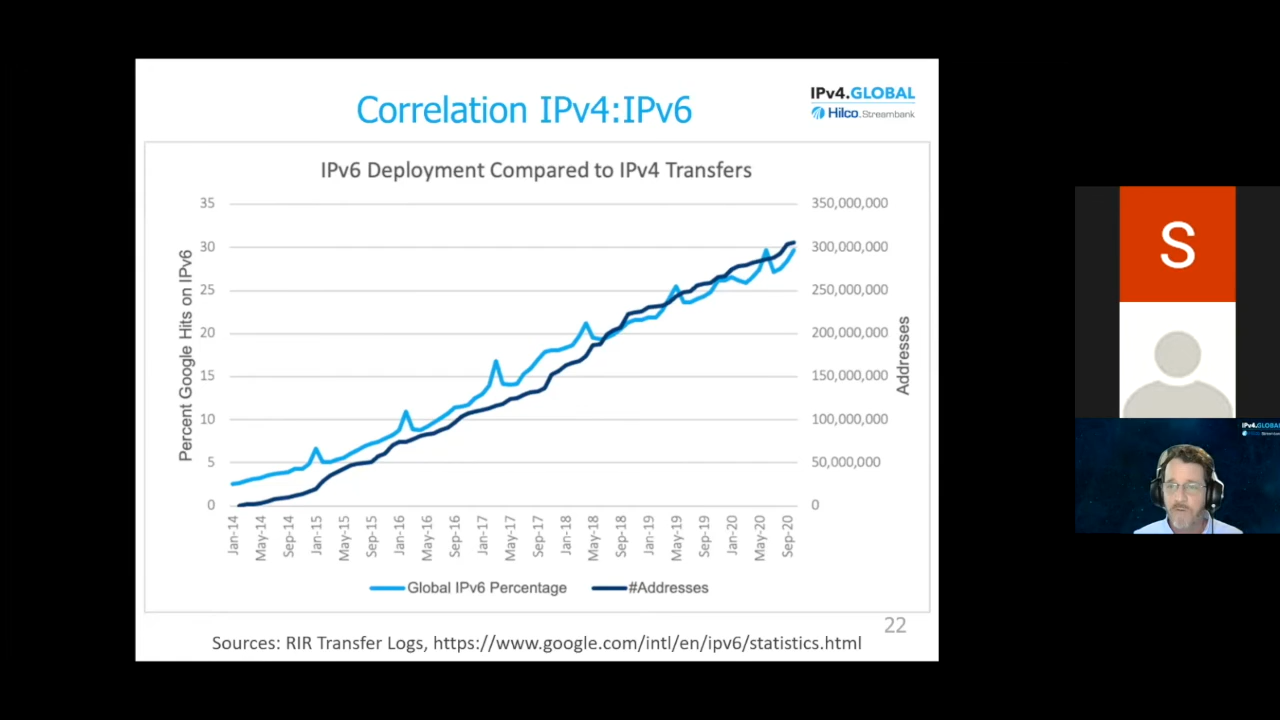 Correlation IPv4:IPv6
IPv4.GLOBAL
Hilco.Streambank
IPv6 Deployment Compared to IPv4 Transfers
Percent Google Hits on IPv6
35
30
25
20
15
10
5
0
350,000,000
300,000,000
250,000,000
200,000,000
150,000,000
100,000,000
50,000,000
0
Addresses
Jan-14
May-14
Sep-14
Jan-15
May-15
Sep-15
Jan-16
May-16
Sep-16
Jan-17
May-17
Sep-17
Jan-18
May-18
Sep-18
Jan-19
May-19
Sep-19
Jan-20
May-20
Sep-20
Global IPv6 Percentage
#Addresses
22
Sources: RIR Transfer Logs, https://www.google.com/intl/en/ipv6/statistics.html
S
IPv4.GLOBAL